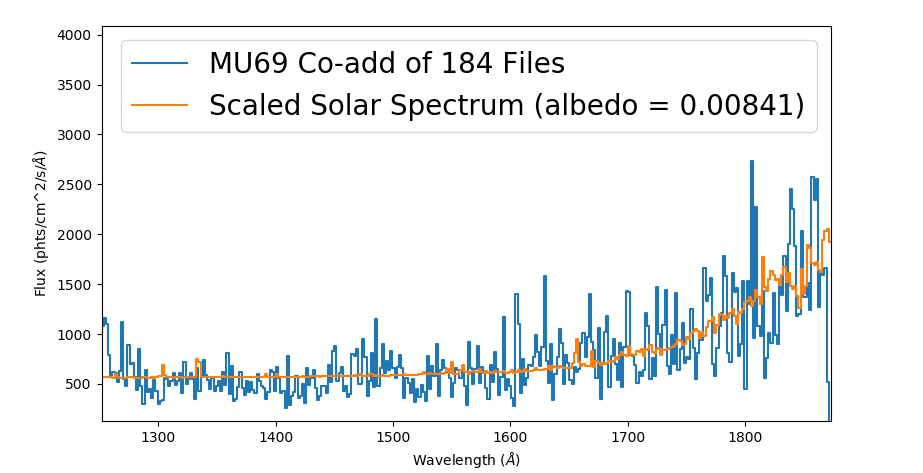 4000
3500
3000
2500
2000
1500
1000
500
Flux (phts/cm^2/s/Å)
MU69 Co-add of 184 Files
Scaled Solar Spectrum (albedo = 0.00841)
1300 1400 1500 1600 1700 1800
Wavelength (Å)